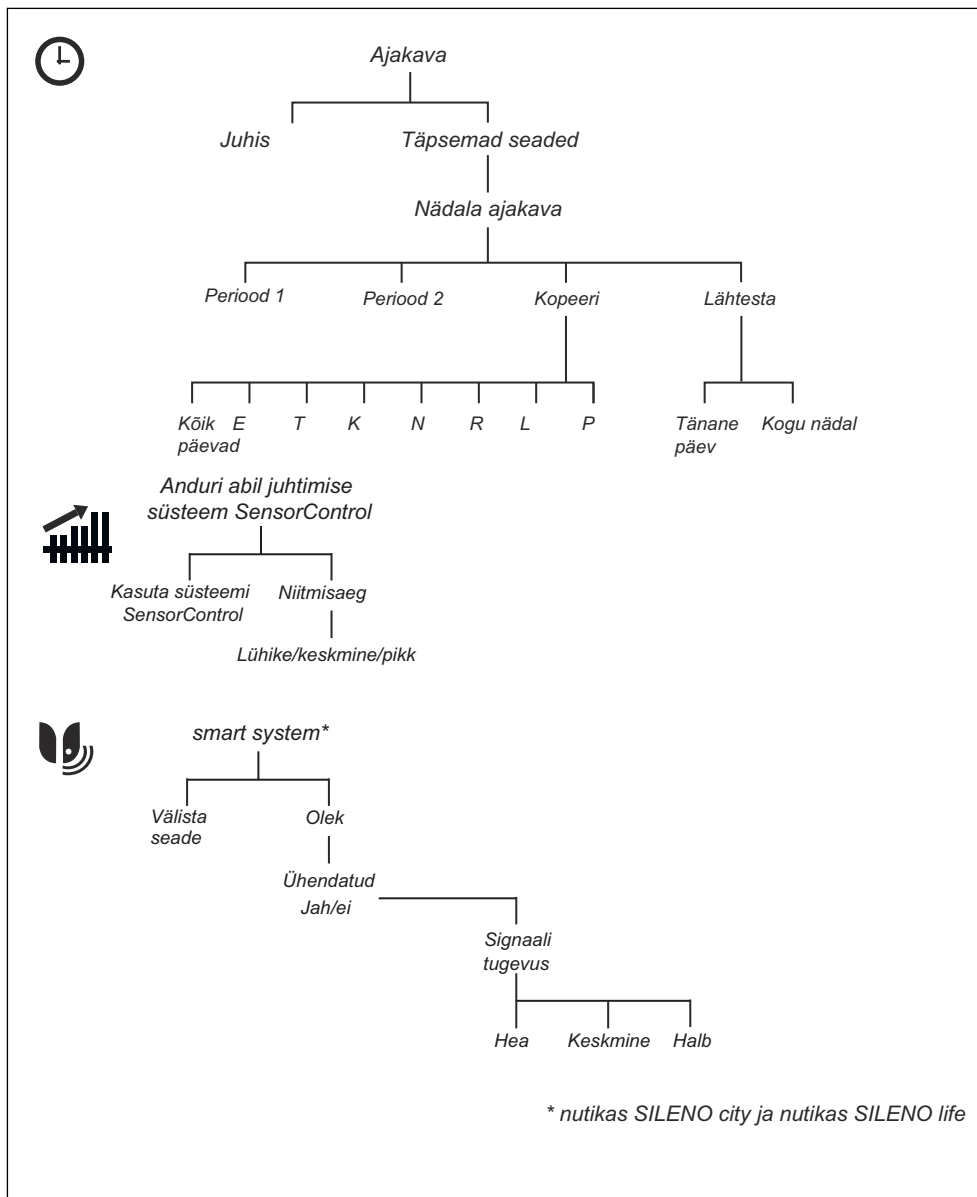 Ajakava
Juhis Täpsemad seaded
Nädala ajakava
Periood 1 Periood 2 Kopeeri Lähtesta
Kõik E T K N R L P Tänane Kogu nädal
päevad päev
Anduri abil juhtimise
süsteem SensorControl
Kasuta süsteemi Niitmisaeg
SensorControl
Lühike/keskmine/pikk
smart system*
Välista Olek
seade
Ühendatud
Jah/ei
Signaali
tugevus
Hea Keskmine Halb
* nutikas SILENO city ja nutikas SILENO life